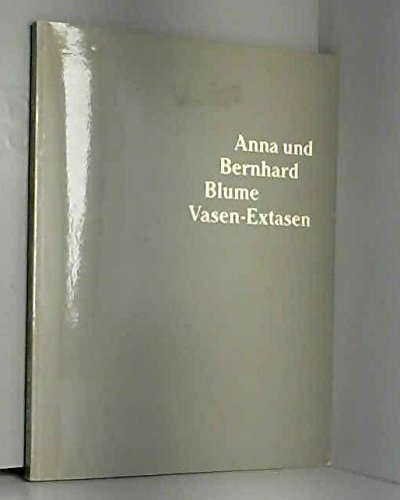 Anna und
Bernhard
Blume
Vasen-Extasen